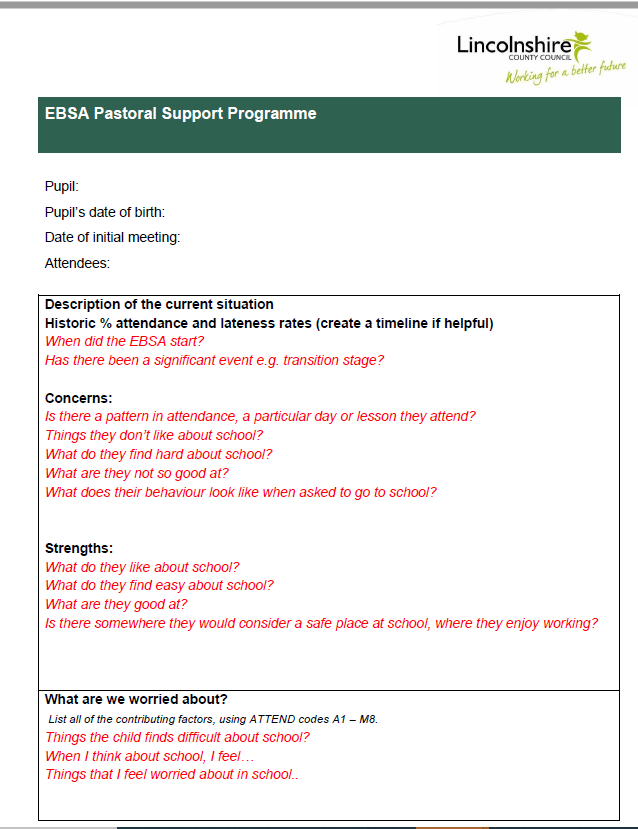 Lincolnshire
COUNTY COUNCIL
Working for a better future
EBSA Pastoral Support Programme
Pupil:
Pupil's date of birth:
Date of initial meeting:
Attendees:
Description of the current situation
Historic % attendance and lateness rates (create a timeline if helpful)
When did the EBSA start?
Has there been a significant event e.g. transition stage?
Concerns:
Is there a pattern in attendance, a particular day or lesson they attend?
Things they don't like about school?
What do they find hard about school?
What are they not so good at?
What does their behaviour look like when asked to go to school?
Strengths:
What do they like about school?
What do they find easy about school?
What are they good at?
Is there somewhere they would consider a safe place at school, where they enjoy working?
What are we worried about?
List all of the contributing factors, using ATTEND codes A1 – M8.
Things the child finds difficult about school?
When I think about school, I feel…
Things that I feel worried about in school..